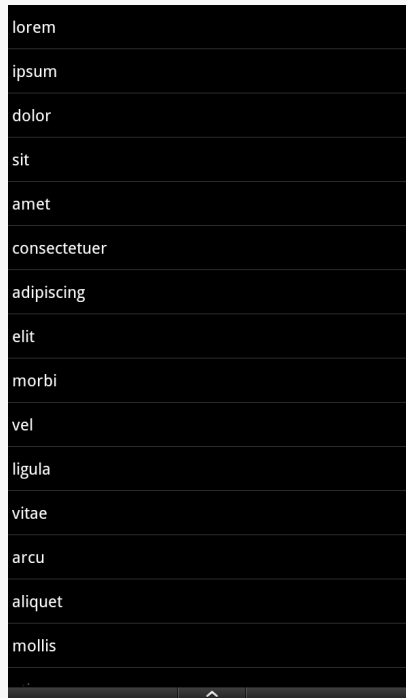 lorem
ipsum
dolor
sit
amet
consectetuer
adipiscing
elit
morbi
vel
ligula
vitae
arcu
aliquet
mollis